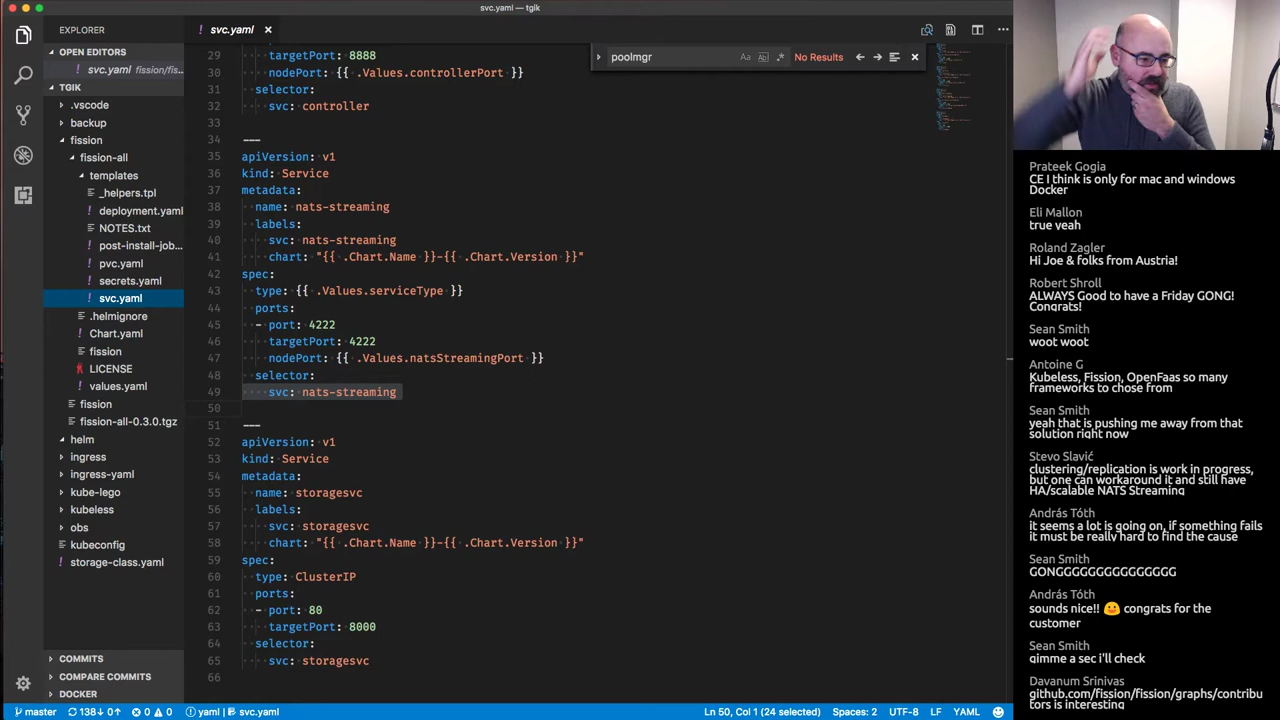 svc.yaml — tgik
EXPLORER
OPEN EDITORS
! svc.yaml fission/fis...
TGIK
.vscode
backup
fission
fission-all
templates
_helpers.tpl
! deployment.yaml
NOTES.txt
! post-install-job...
! pvc.yaml
! secrets.yaml
! svc.yaml
.helmignore
! Chart.yaml
fission
LICENSE
! values.yaml
fission
fission-all-0.3.0.tgz
helm
ingress
ingress-yaml
kube-lego
kubeless
obs
kubeconfig
! storage-class.yaml
COMMITS
COMPARE COMMITS
DOCKER
! svc.yaml
poolmgr
Aa Abl .* No Results
29 targetPort: 8888
30 nodePort: {{ .Values.controllerPort }}
31 selector:
32 svc: controller
33
34 ---
35 apiVersion: v1
36 kind: Service
37 metadata:
38 name: nats-streaming
39 labels:
40 svc: nats-streaming
41 chart: "{{ .Chart.Name }}-{{ .Chart.Version }}"
42 spec:
43 type: {{ .Values.serviceType }}
44 ports:
45 - port: 4222
46 targetPort: 4222
47 nodePort: {{ .Values.natsStreamingPort }}
48 selector:
49 svc: nats-streaming
50
51 ---
52 apiVersion: v1
53 kind: Service
54 metadata:
55 name: storagesvc
56 labels:
57 svc: storagesvc
58 chart: "{{ .Chart.Name }}-{{ .Chart.Version }}"
59 spec:
60 type: ClusterIP
61 ports:
62 - port: 80
63 targetPort: 8000
64 selector:
65 svc: storagesvc
66
Prateek Gogia
CE I think is only for mac and windows
Docker
Eli Mallon
true yeah
Roland Zagler
Hi Joe & folks from Austria!
Robert Shroll
ALWAYS Good to have a Friday GONG!
Congrats!
Sean Smith
woot woot
Antoine G
Kubeless, Fission, OpenFaas so many
frameworks to chose from
Sean Smith
yeah that is pushing me away from that
solution right now
Stevo Slavić
clustering/replication is work in progress,
but one can workaround it and still have
HA/scalable NATS Streaming
András Tóth
it seems a lot is going on, if something fails
it must be really hard to find the cause
Sean Smith
GONGGGGGGGGGGGGGG
András Tóth
sounds nice!! 🙂 congrats for the
customer
Sean Smith
gimme a sec i'll check
Davanum Srinivas
github.com/fission/fission/graphs/contribu
tors is interesting
master 138↓ 0↑ 0 0 yaml | svc.yaml
Ln 50, Col 1 (24 selected) Spaces: 2 UTF-8 LF YAML